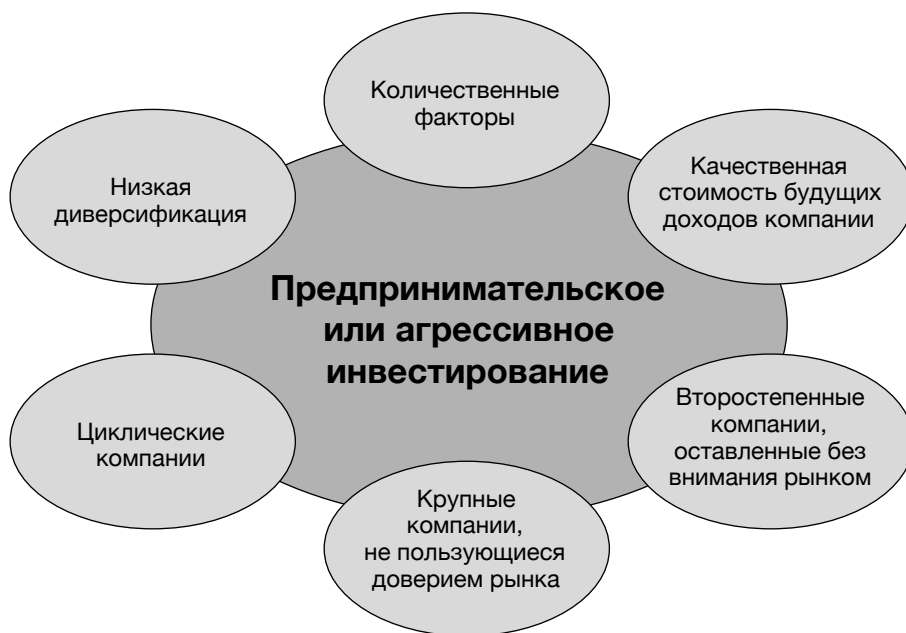 Количественные
факторы
Низкая
диверсификация
Качественная
стоимость будущих
доходов компании
Предпринимательское
или агрессивное
инвестирование
Циклические
компании
Второстепенные
компании,
оставленные без
внимания рынком
Крупные
компании,
не пользующиеся
доверием рынка